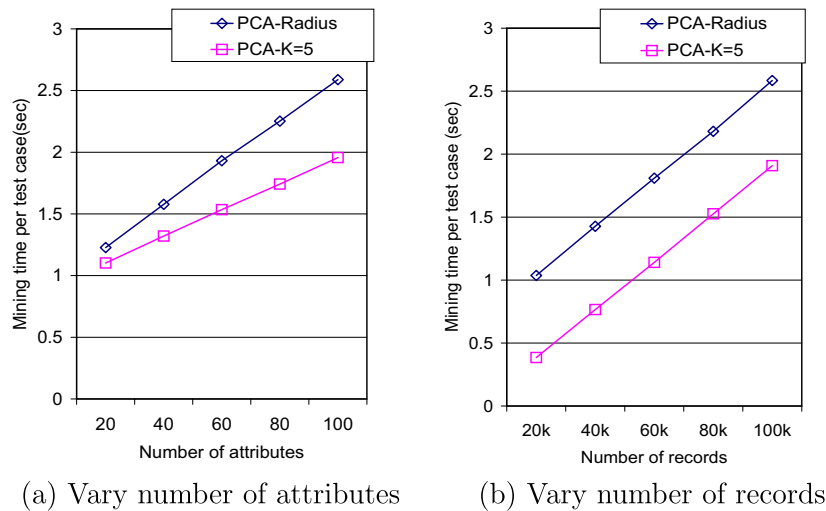 PCA-Radius
PCA-K=5
Mining time per test case(sec)
3
2.5
2
1.5
1
0.5
0
20 40 60 80 100
Number of attributes
(a) Vary number of attributes
PCA-Radius
PCA-K=5
Mining time per test case (sec)
3
2.5
2
1.5
1
0.5
0
20k 40k 60k 80k 100k
Number of records
(b) Vary number of records